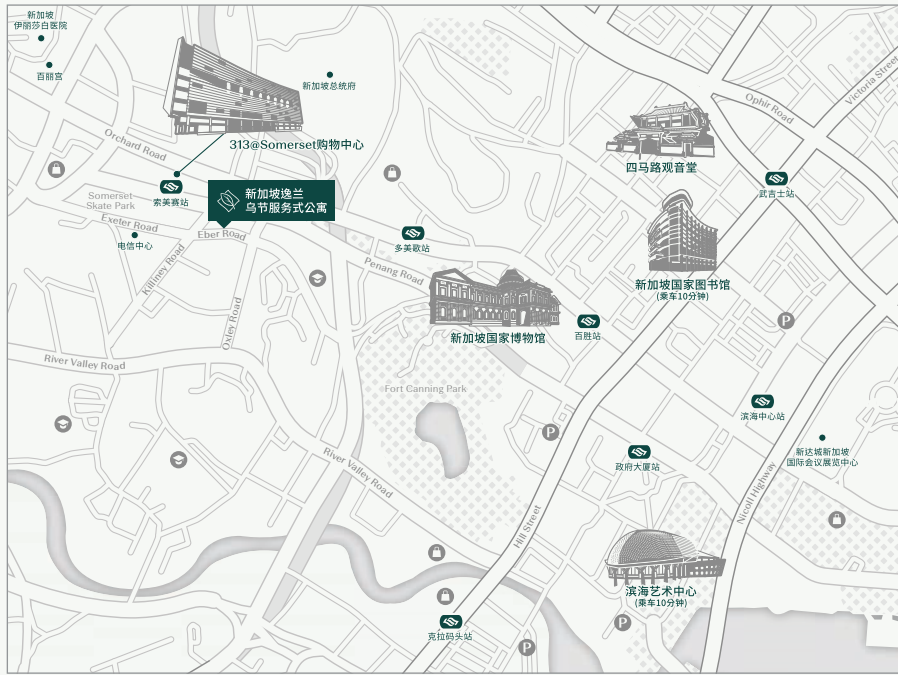 新加坡
伊丽莎白医院
百丽宫
新加坡总统府
313@Somerset购物中心
Orchard Road
索美赛站
Somerset
Skate Park
新加坡逸兰
乌节服务式公寓
Exeter Road
Eber Road
电信中心
Killiney Road
Oxley Road
多美歌站
Penang Road
新加坡国家博物馆
百胜站
四马路观音堂
Ophir Road
Victoria Street
武吉士站
新加坡国家图书馆
(乘车10分钟)
P
River Valley Road
Fort Canning Park
P
River Valley Road
滨海中心站
新达城新加坡
国际会议展览中心
政府大厦站
Nicoll Highway
Hill Street
滨海艺术中心
(乘车10分钟)
克拉码头站
P
P